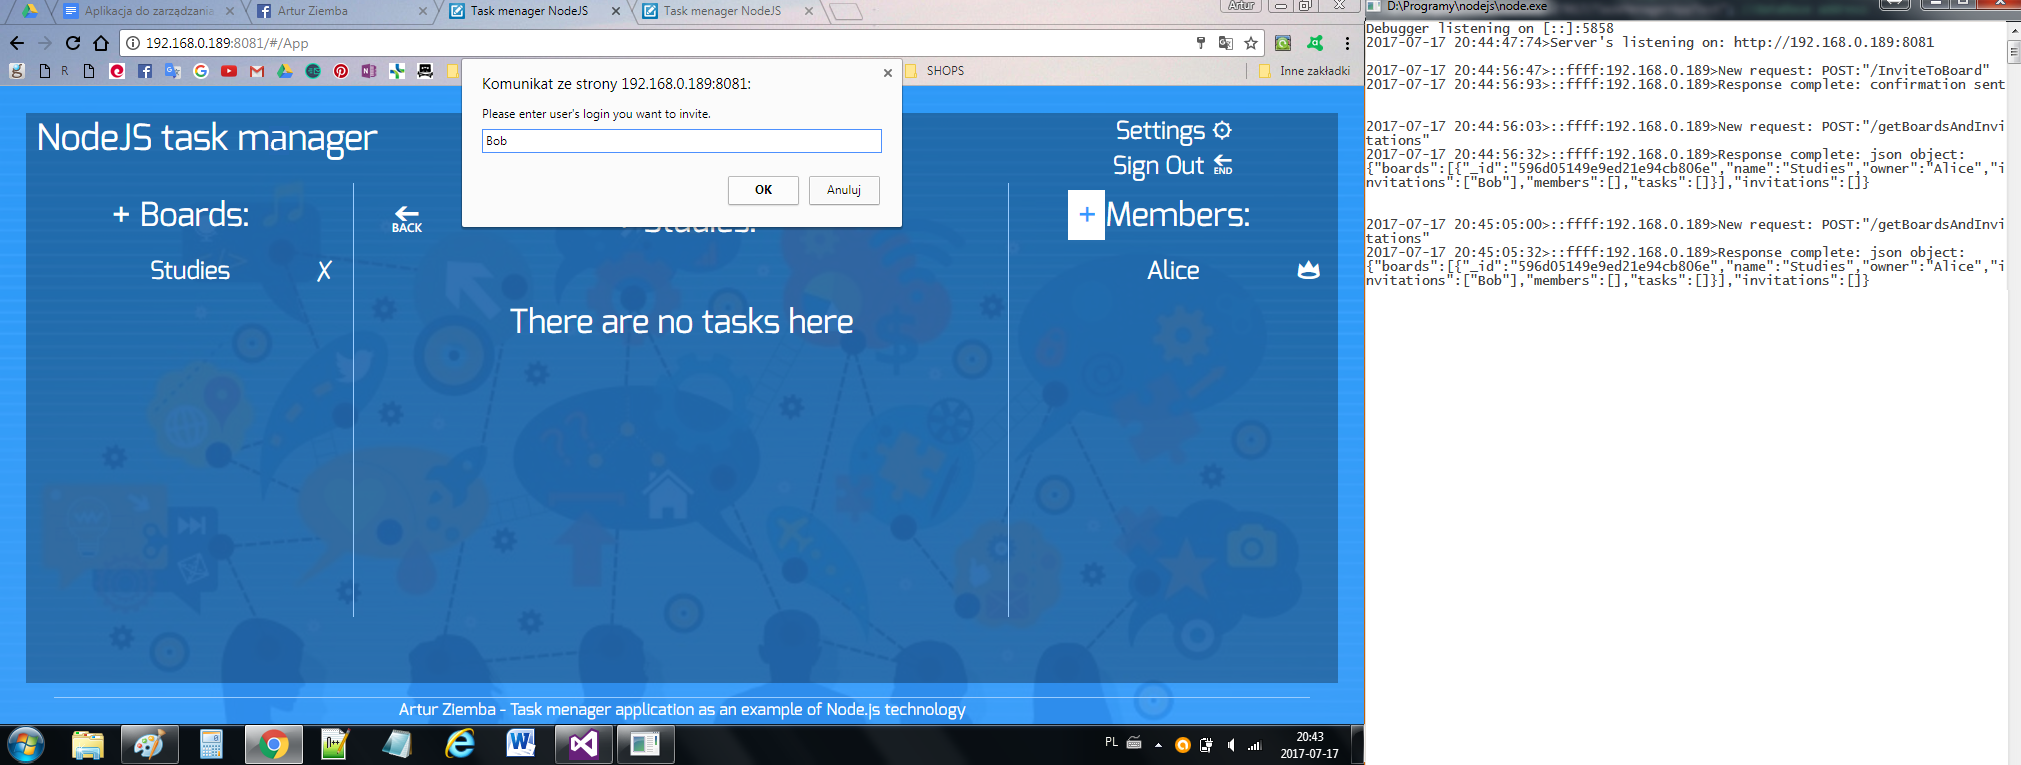 Aplikacja do zarządzania
Artur Ziemba
Task menager NodeJS
Task menager NodeJS
Artur
192.168.0.189:8081/#/App
R
SHOPS
Inne zakładki
Komunikat ze strony 192.168.0.189:8081:
Please enter user's login you want to invite.
Bob
OK
Anuluj
NodeJS task manager
Settings
Sign Out
END
+ Boards:
BACK
+ Studies:
+ Members:
Studies
X
Alice
There are no tasks here
Artur Ziemba - Task menager application as an example of Node.js technology
PL
20:43
2017-07-17
D:\Programy\nodejs\node.exe
Debugger listening on [::]:5858
2017-07-17 20:44:47:74>Server's listening on: http://192.168.0.189:8081
2017-07-17 20:44:56:47>::ffff:192.168.0.189>New request: POST:"/InviteToBoard"
2017-07-17 20:44:56:93>::ffff:192.168.0.189>Response complete: confirmation sent
2017-07-17 20:44:56:03>::ffff:192.168.0.189>New request: POST:"/getBoardsAndInvi
tations"
2017-07-17 20:44:56:32>::ffff:192.168.0.189>Response complete: json object:
{"boards":[{"_id":"596d05149e9ed21e94cb806e","name":"Studies","owner":"Alice","i
nvitations":["Bob"],"members":[],"tasks":[]}],"invitations":[]}
2017-07-17 20:45:05:00>::ffff:192.168.0.189>New request: POST:"/getBoardsAndInvi
tations"
2017-07-17 20:45:05:32>::ffff:192.168.0.189>Response complete: json object:
{"boards":[{"_id":"596d05149e9ed21e94cb806e","name":"Studies","owner":"Alice","i
nvitations":["Bob"],"members":[],"tasks":[]}],"invitations":[]}